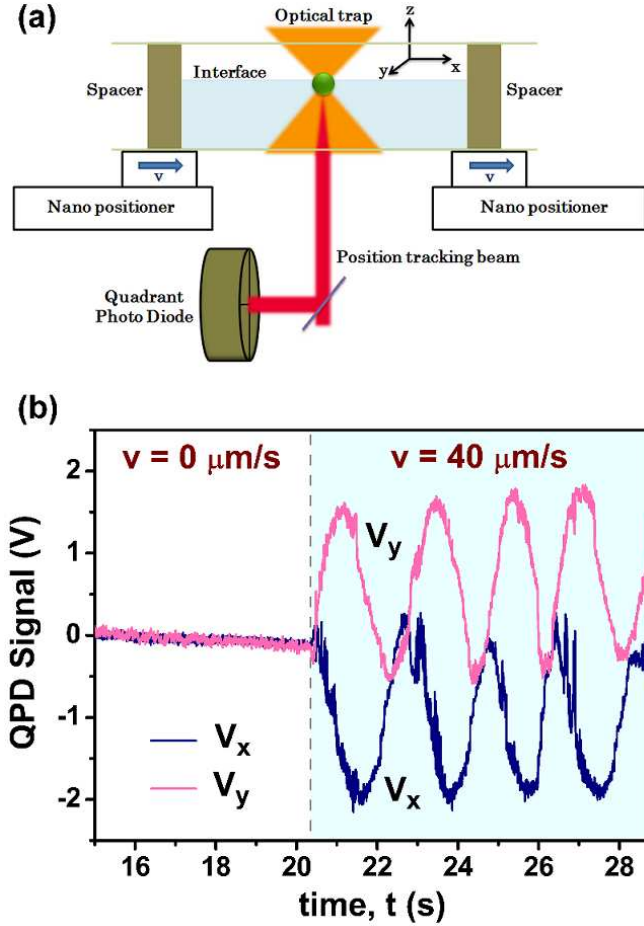 (a)
Optical trap
z
y
x
Interface
Spacer
Spacer
v
v
Nano positioner
Nano positioner
Position tracking beam
Quadrant
Photo Diode
(b)
v = 0 μm/s
v = 40 μm/s
2
1
0
-1
-2
QPD Signal (V)
Vy
Vx
Vx
Vy
16
18
20
22
24
26
28
time, t (s)